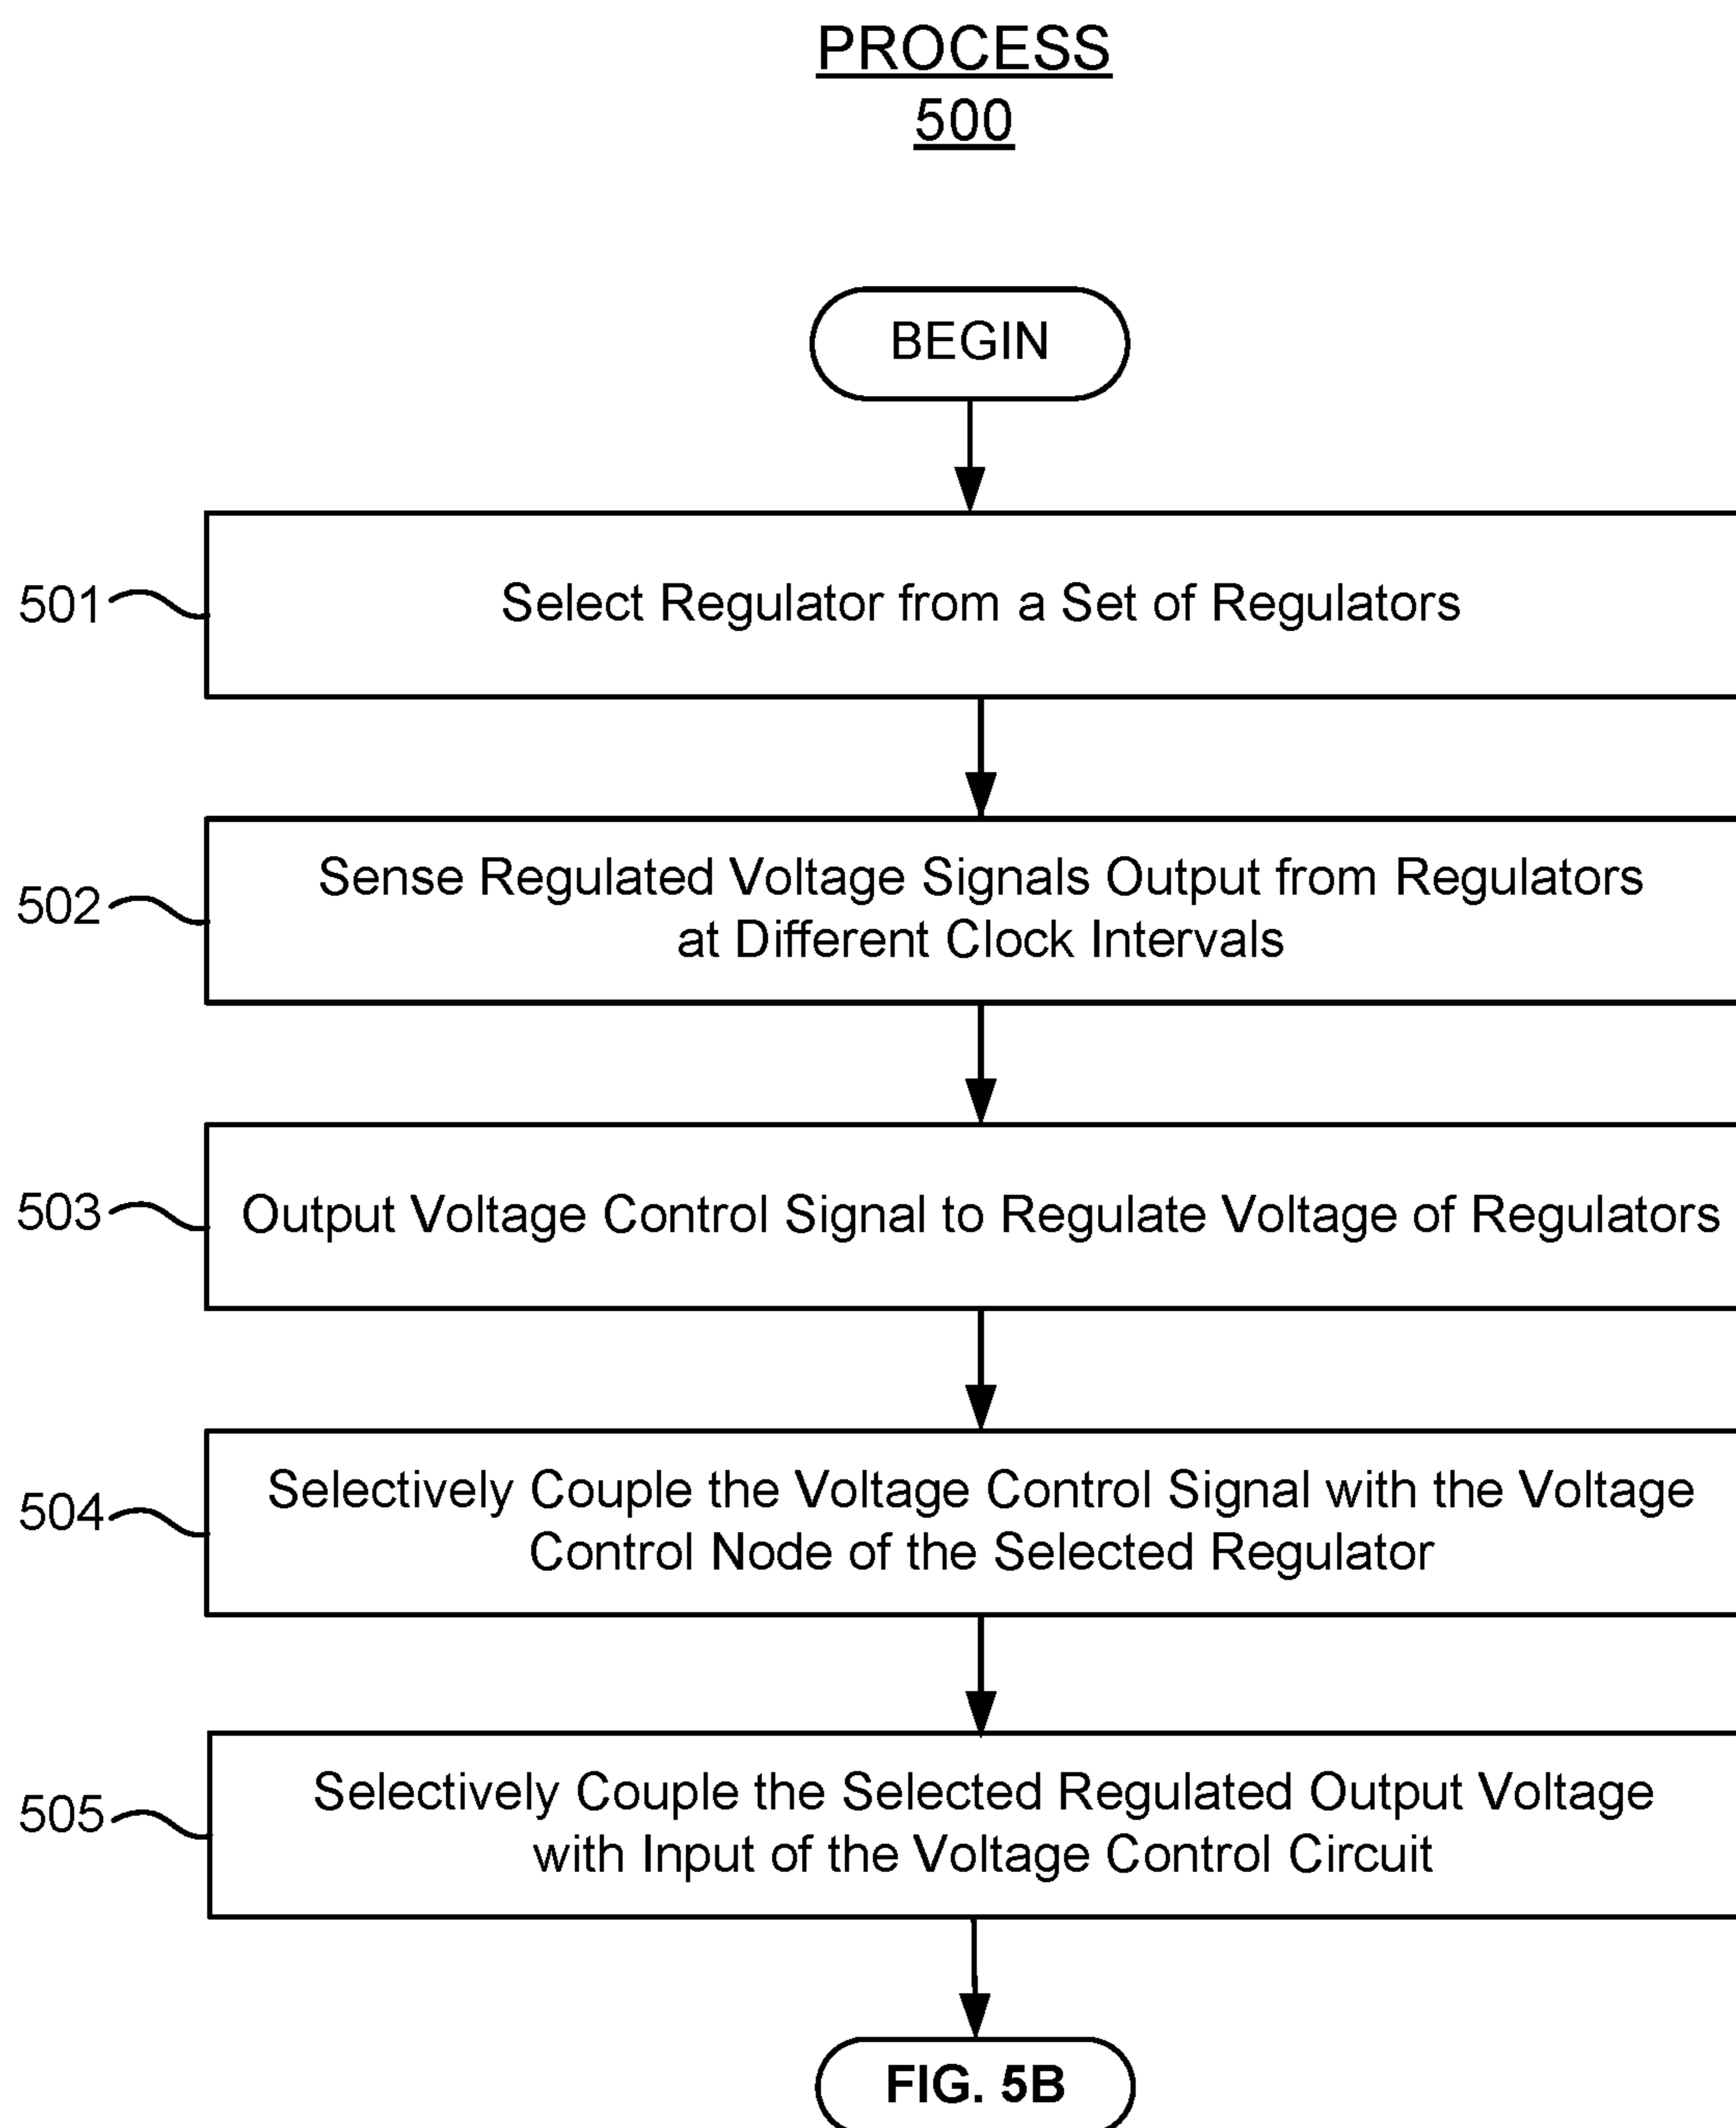 PROCESS
500
BEGIN
501
Select Regulator from a Set of Regulators
502
Sense Regulated Voltage Signals Output from Regulators
at Different Clock Intervals
503
Output Voltage Control Signal to Regulate Voltage of Regulators
504
Selectively Couple the Voltage Control Signal with the Voltage
Control Node of the Selected Regulator
505
Selectively Couple the Selected Regulated Output Voltage
with Input of the Voltage Control Circuit
FIG. 5B